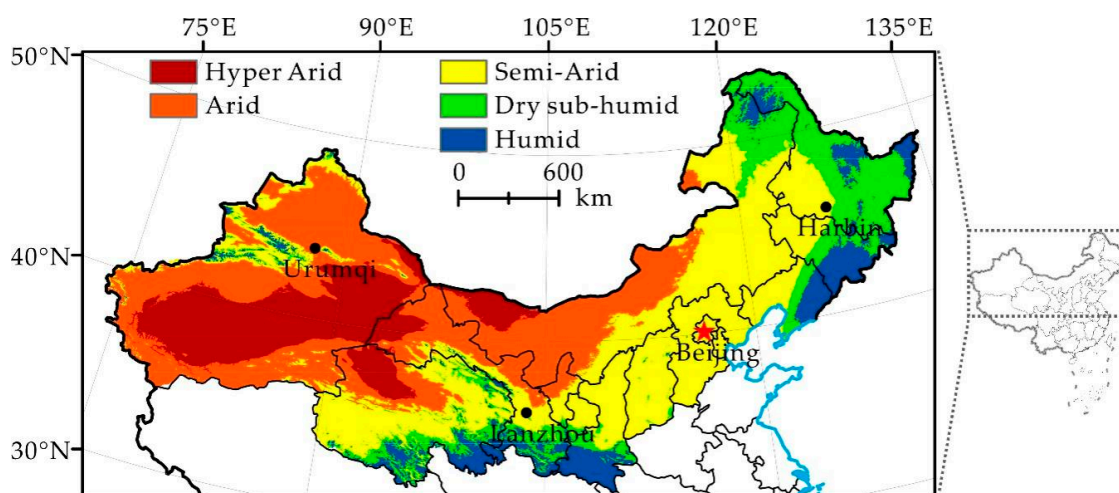 75°E 90°E 105°E 120°E 135°E
50°N
Hyper Arid Semi-Arid
Arid Dry sub-humid
Humid
0 600
km
Harbin
40°N
Urumqi
Beijing
Lanzhou
30°N